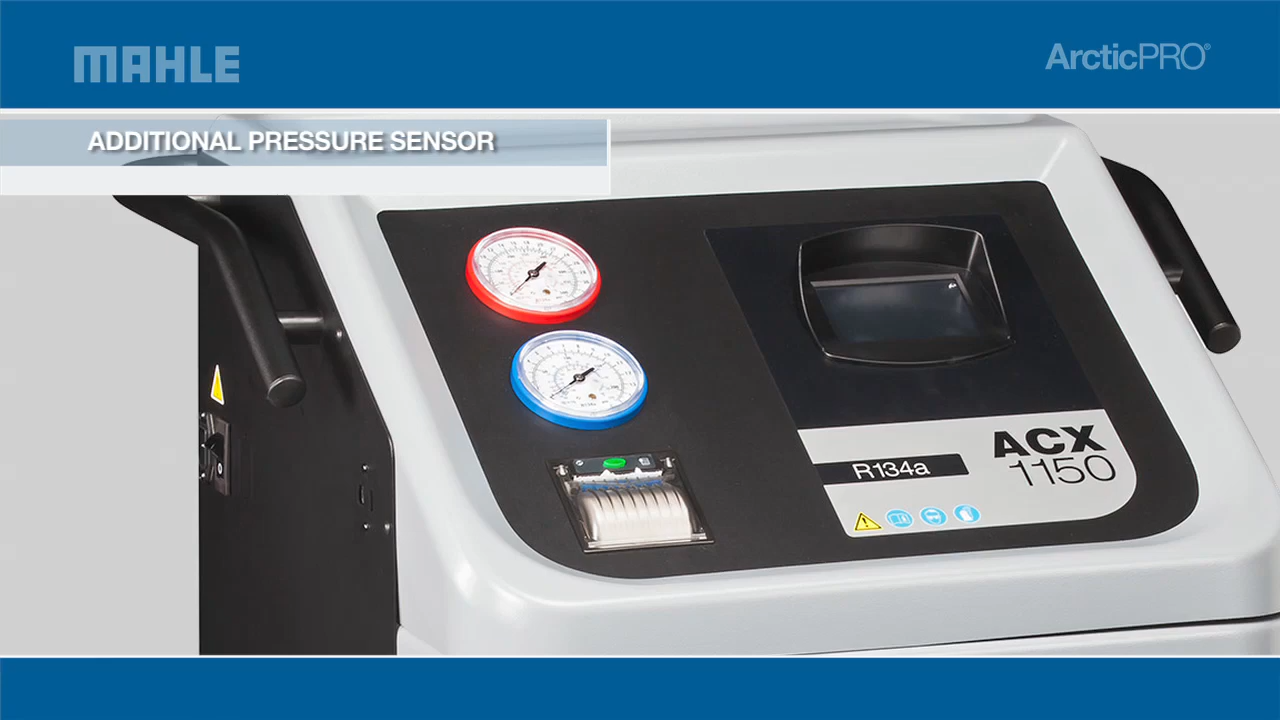 MAHLE
ArcticPRO®
ADDITIONAL PRESSURE SENSOR
ACX
1150
R134a